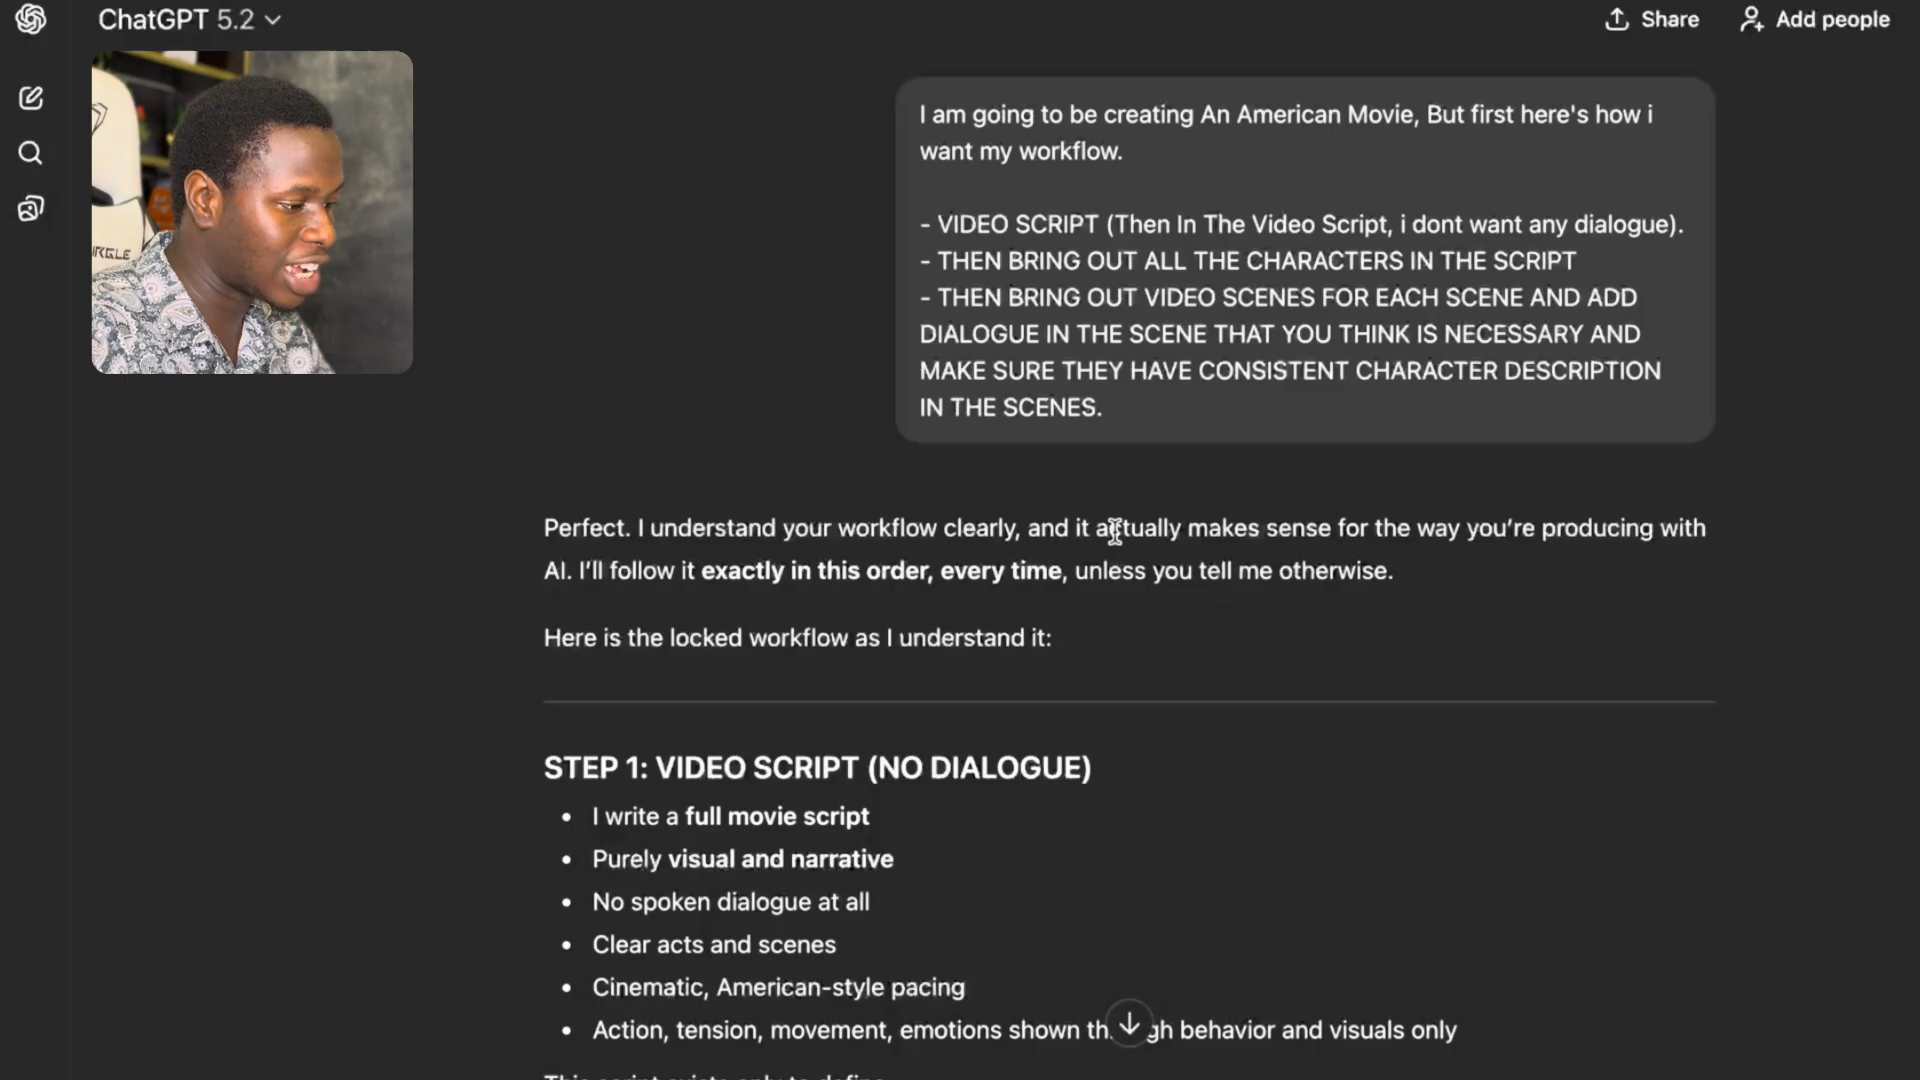 ChatGPT 5.2
Share
Add people
I am going to be creating An American Movie, But first here's how i
want my workflow.
- VIDEO SCRIPT (Then In The Video Script, i dont want any dialogue).
- THEN BRING OUT ALL THE CHARACTERS IN THE SCRIPT
- THEN BRING OUT VIDEO SCENES FOR EACH SCENE AND ADD
DIALOGUE IN THE SCENE THAT YOU THINK IS NECESSARY AND
MAKE SURE THEY HAVE CONSISTENT CHARACTER DESCRIPTION
IN THE SCENES.
Perfect. I understand your workflow clearly, and it actually makes sense for the way you're producing with
AI. I'll follow it exactly in this order, every time, unless you tell me otherwise.
Here is the locked workflow as I understand it:
STEP 1: VIDEO SCRIPT (NO DIALOGUE)
• I write a full movie script
• Purely visual and narrative
• No spoken dialogue at all
• Clear acts and scenes
• Cinematic, American-style pacing
• Action, tension, movement, emotions shown through behavior and visuals only